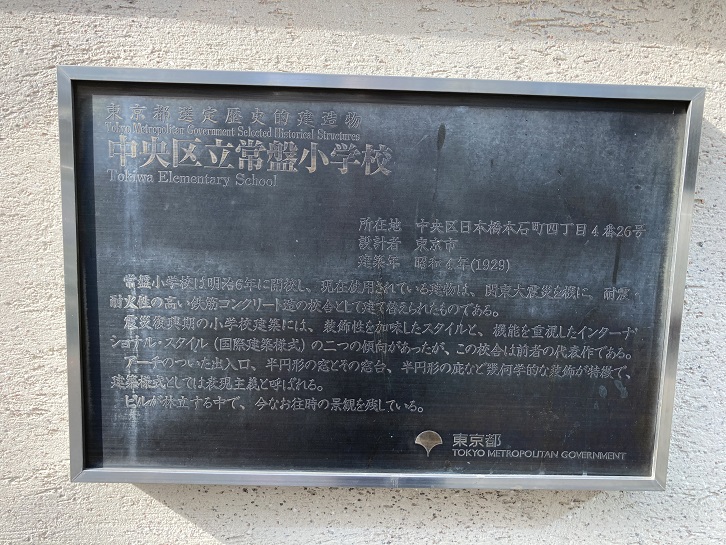 東京都選定歴史的建造物
Tokyo Metropolitan Government Selected Historical Structures
中央区立常盤小学校
Tokiwa Elementary School
所在地 中央区日本橋本石町四丁目4番26号
設計者 東京市
建築年 昭和4年(1929)
常盤小学校は明治6年に開校し、現在使用されている建物は、関東大震災を機に、耐震・
耐火性の高い鉄筋コンクリート造の校舎として建て替えられたものである。
震災復興期の小学校建築には、装飾性を加味したスタイルと、機能を重視したインターナ
ショナル・スタイル(国際建築様式)の二つの傾向があったが、この校舎は前者の代表作である。
アーチのついた出入口、半円形の窓とその窓台、半円形の庇など幾何学的な装飾が特徴で、
建築様式としては表現主義と呼ばれる。
ビルが林立する中で、今なお往時の景観を残している。
東京都
TOKYO METROPOLITAN GOVERNMENT